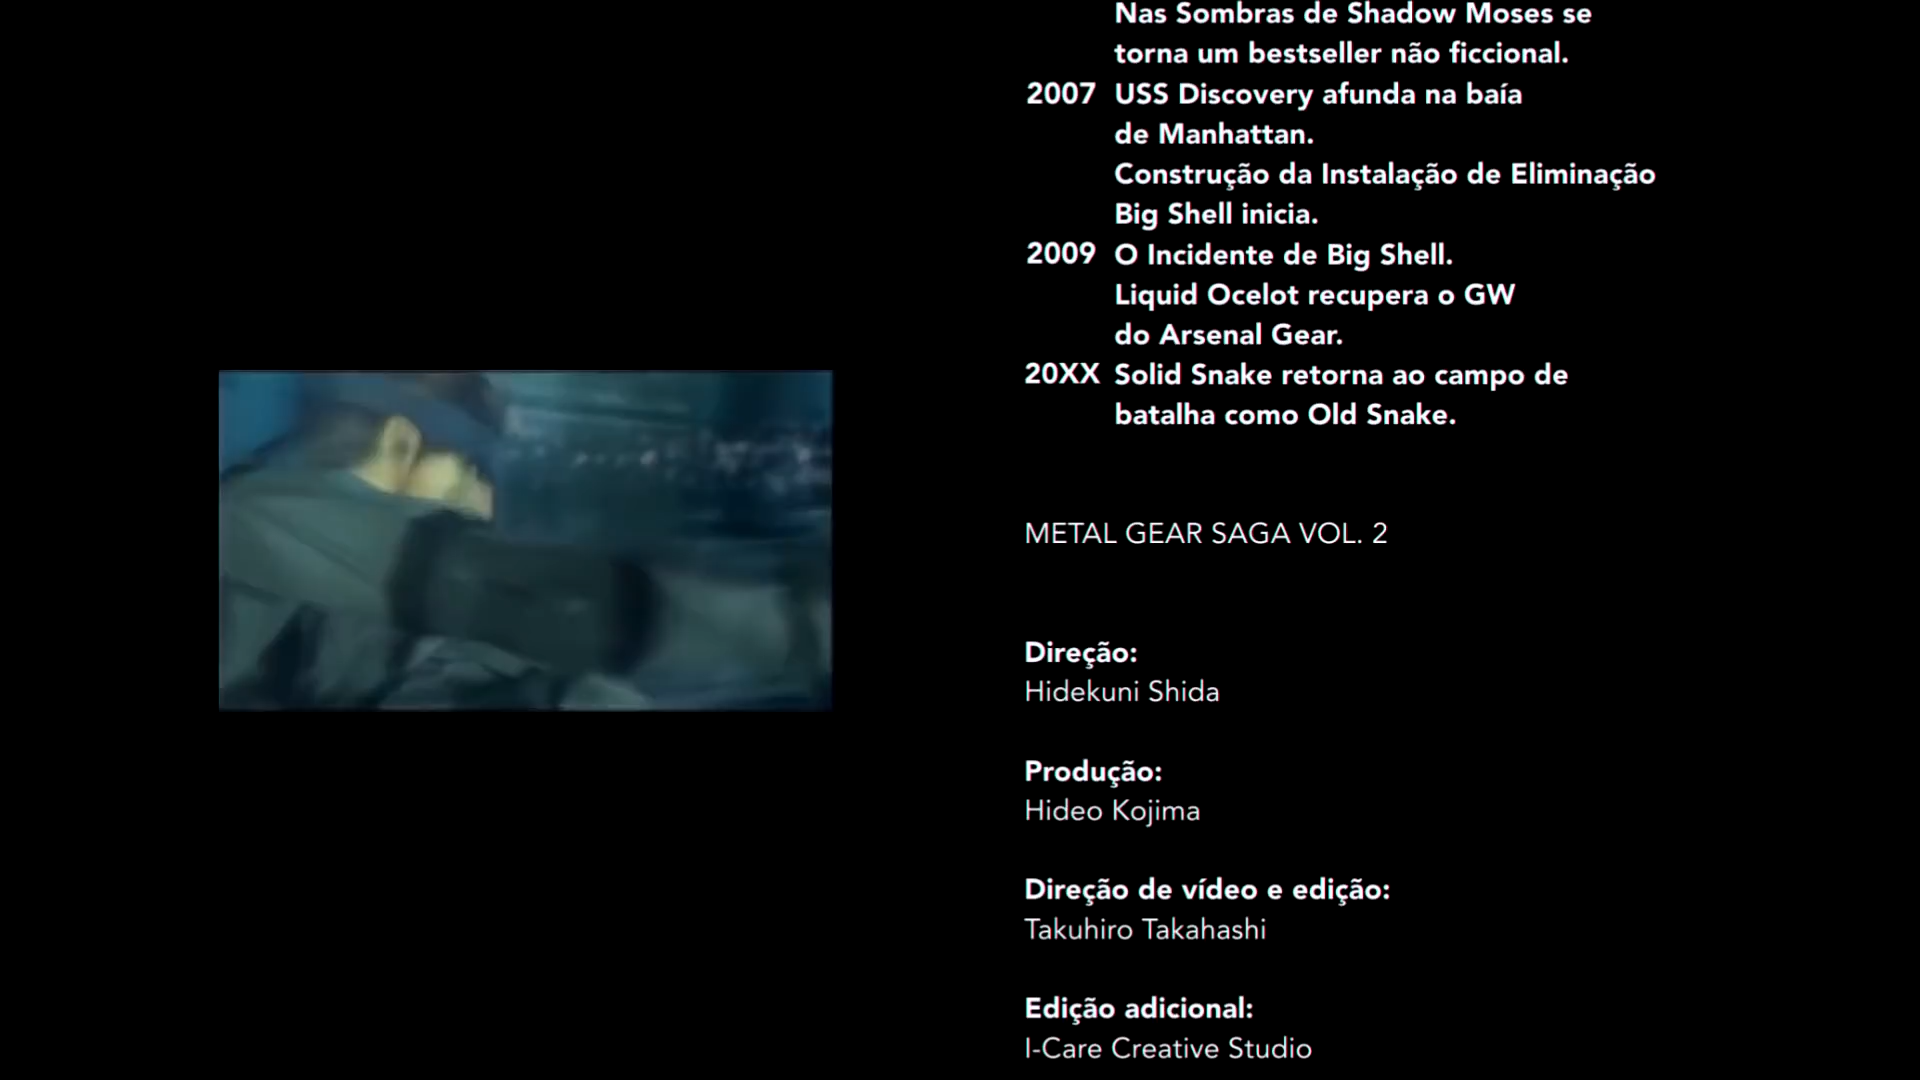 Nas Sombras de Shadow Moses se
torna um bestseller não ficcional.
2007 USS Discovery afunda na baía
de Manhattan.
Construção da Instalação de Eliminação
Big Shell inicia.
2009 O Incidente de Big Shell.
Liquid Ocelot recupera o GW
do Arsenal Gear.
20XX Solid Snake retorna ao campo de
batalha como Old Snake.
METAL GEAR SAGA VOL. 2
Direção:
Hidekuni Shida
Produção:
Hideo Kojima
Direção de vídeo e edição:
Takuhiro Takahashi
Edição adicional:
I-Care Creative Studio